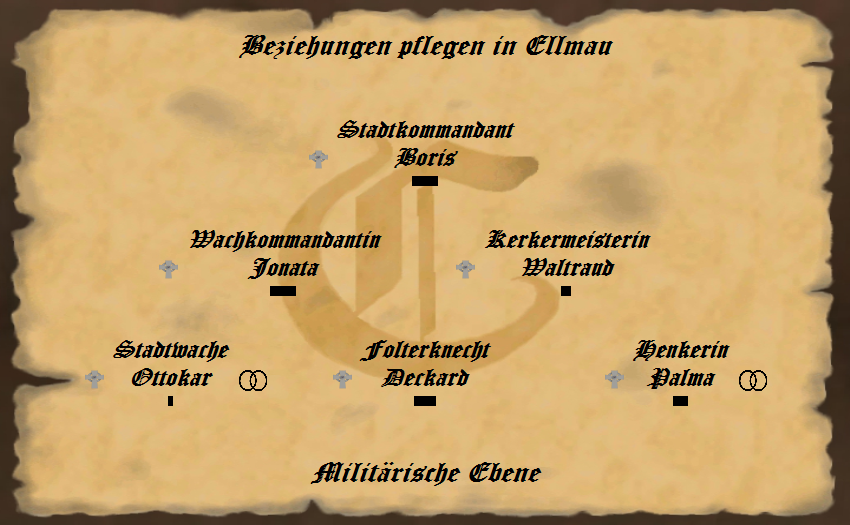 Beziehungen pflegen in Ellmau
Stadtkommandant
Boris
Wachkommandantin
Jonata
Kerkermeisterin
Waltraud
Stadtwache
Ottokar
Folterknecht
Deckard
Henkerin
Palma
Militärische Ebene